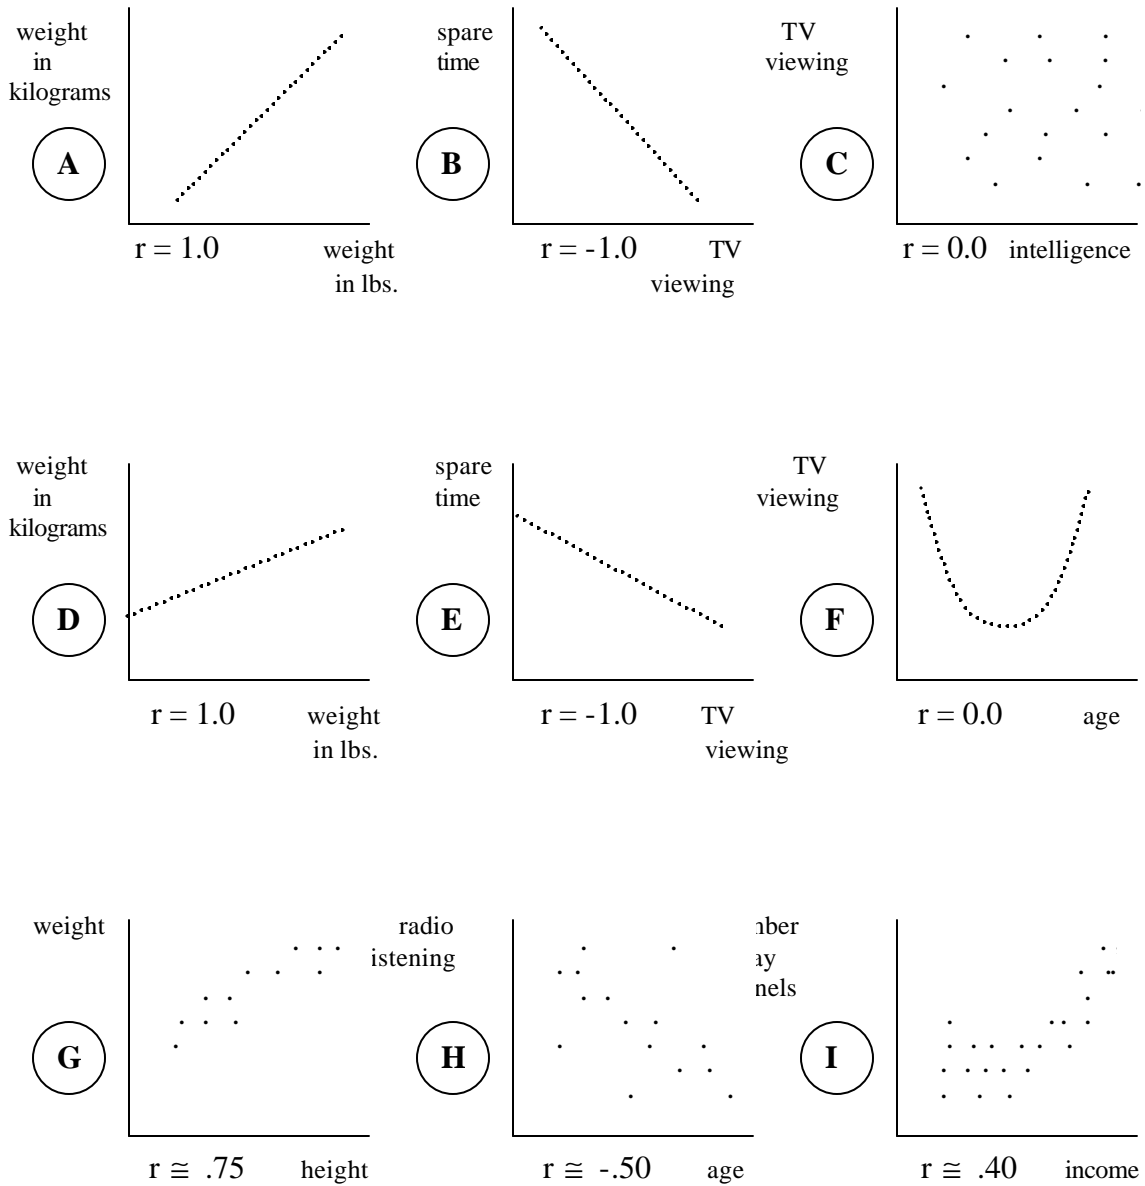 weight
in
kilograms
A
r = 1.0
weight
in lbs.
spare
time
B
r = -1.0
TV
viewing
TV
viewing
C
r = 0.0
intelligence
weight
in
kilograms
D
r = 1.0
weight
in lbs.
spare
time
E
r = -1.0
TV
viewing
TV
viewing
F
r = 0.0
age
weight
G
r ≅ .75
height
radio
istening
H
r ≅ -.50
age
I
r ≅ .40
income